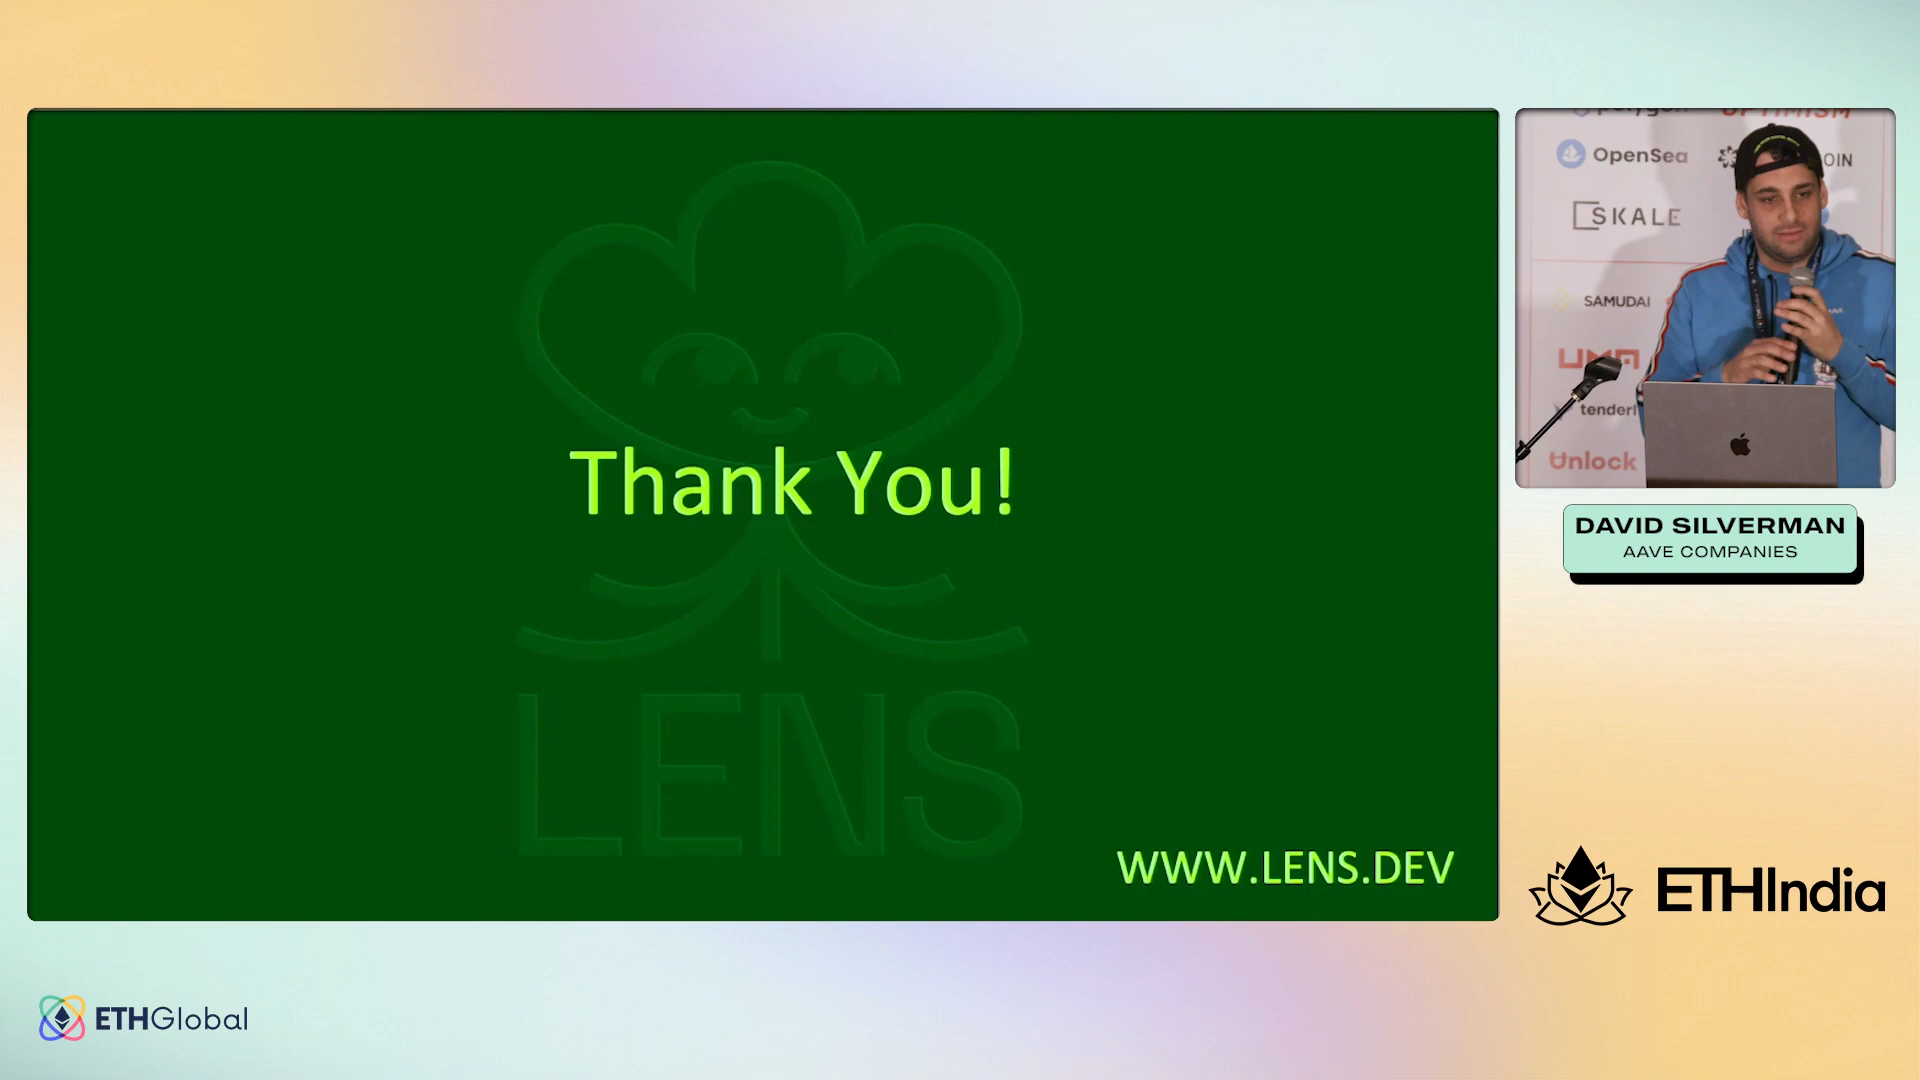 Thank You!
LENS
WWW.LENS.DEV
OPTIMISM
OpenSea
OIN
SKALE
SAMUDAI
UMA
tenderl
Unlock
DAVID SILVERMAN
AAVE COMPANIES
ETHIndia
ETHGlobal